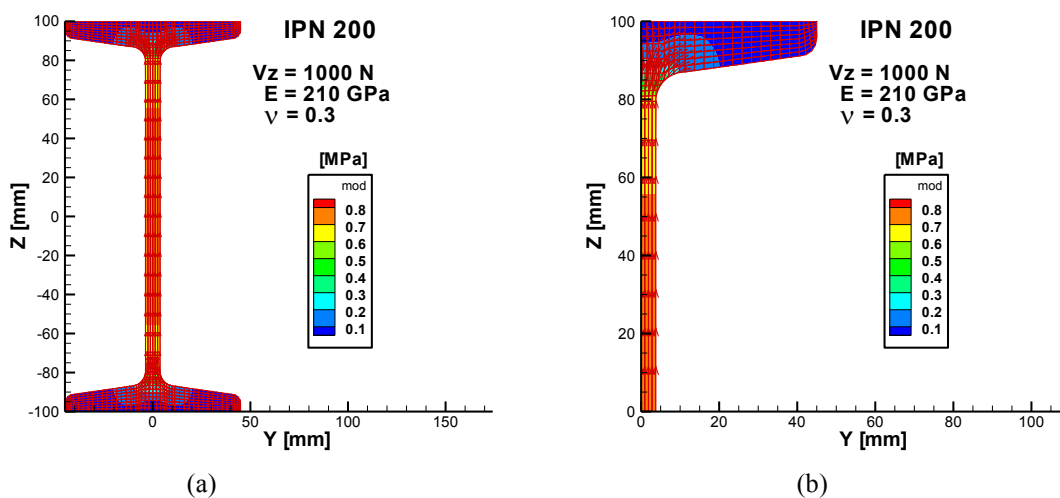 IPN 200
Vz = 1000 N
E = 210 GPa
ν = 0.3
[MPa]
mod
0.8
0.7
0.6
0.5
0.4
0.3
0.2
0.1
Z [mm]
100
80
60
40
20
0
-20
-40
-60
-80
-100
0
50
100
150
Y [mm]
(a)
IPN 200
Vz = 1000 N
E = 210 GPa
ν = 0.3
[MPa]
mod
0.8
0.7
0.6
0.5
0.4
0.3
0.2
0.1
Z [mm]
100
80
60
40
20
0
0
20
40
60
80
100
Y [mm]
(b)